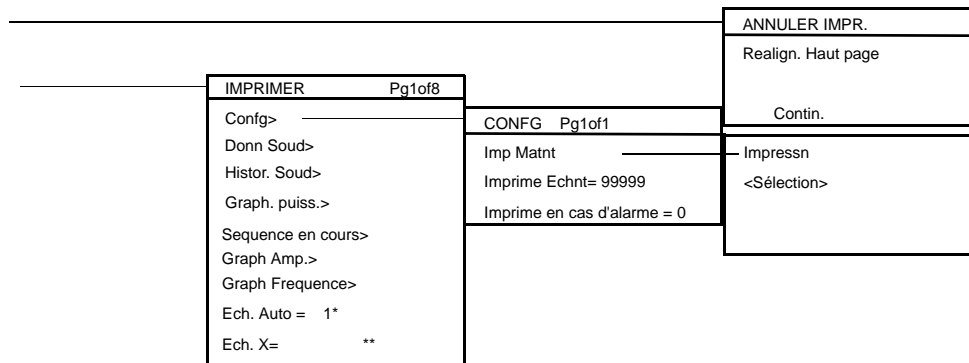 ANNULER IMPR.
Realign. Haut page
Contin.
IMPRIMER Pg1of8
Confg>
Donn Soud>
Histor. Soud>
Graph. puiss.>
Sequence en cours>
Graph Amp.>
Graph Frequence>
Ech. Auto = 1*
Ech. X= **
CONFG Pg1of1
Imp Matnt
Imprime Echnt= 99999
Imprime en cas d'alarme = 0
Impressn
<Sélection>